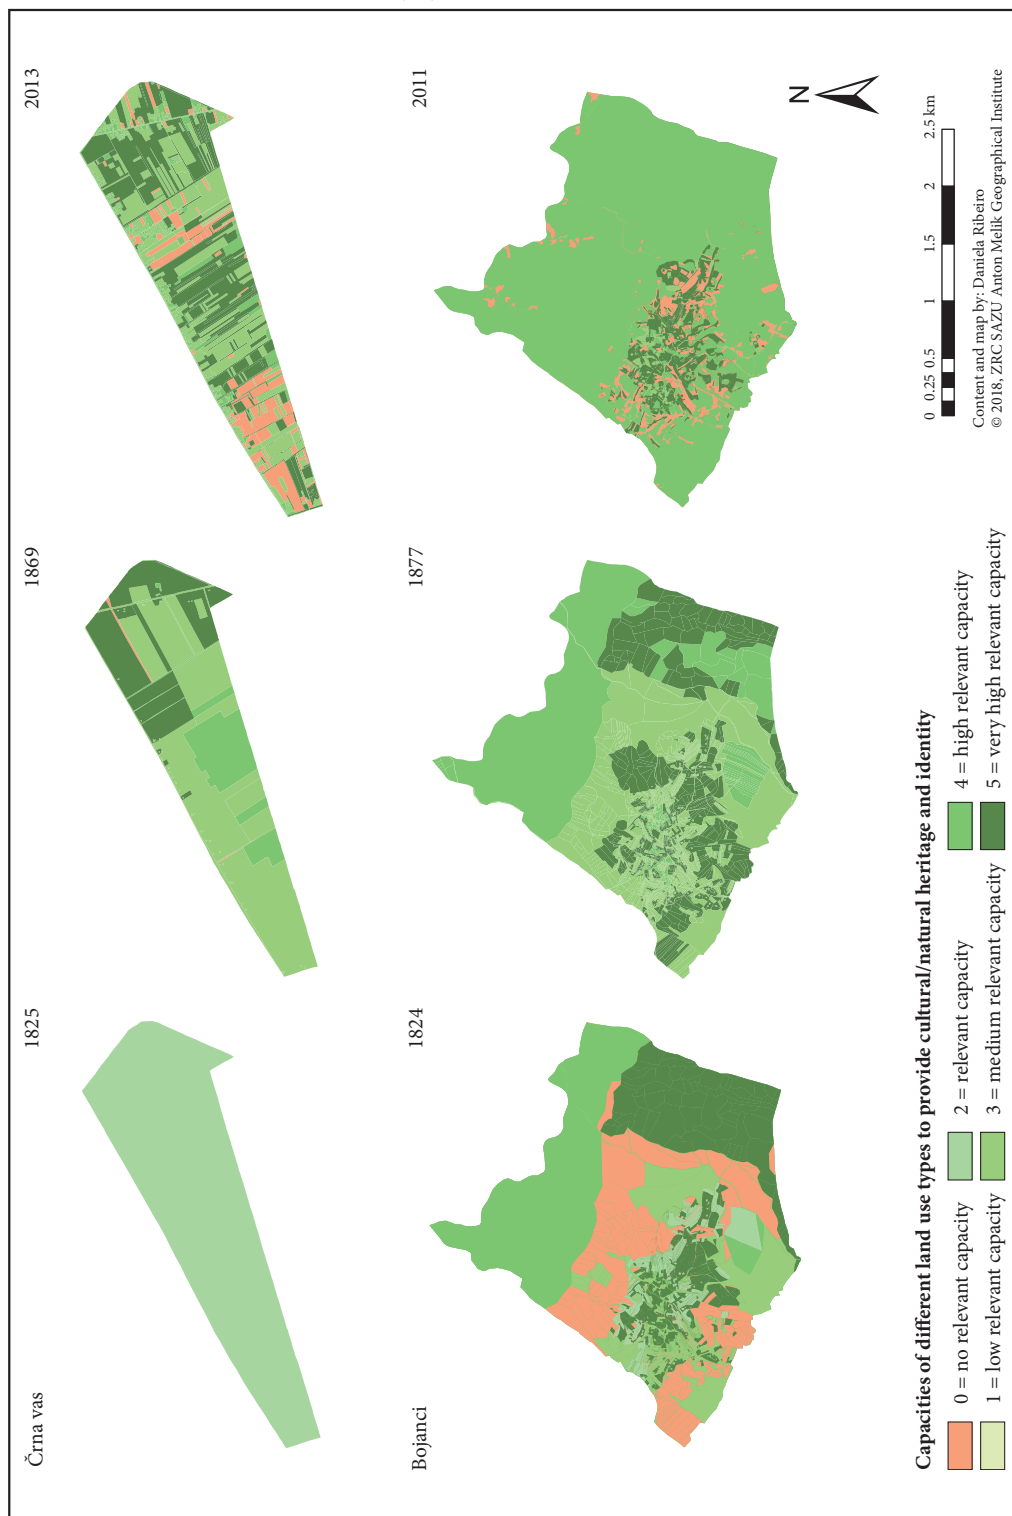 Črna vas
1825
1869
2013
Bojanci
1824
1877
2011
N
Capacities of different land use types to provide cultural/natural heritage and identity
0 = no relevant capacity
2 = relevant capacity
4 = high relevant capacity
1 = low relevant capacity
3 = medium relevant capacity
5 = very high relevant capacity
0 0.25 0.5 1 1.5 2 2.5 km
Content and map by: Daniela Ribeiro
© 2018, ZRC SAZU Anton Melik Geographical Institute